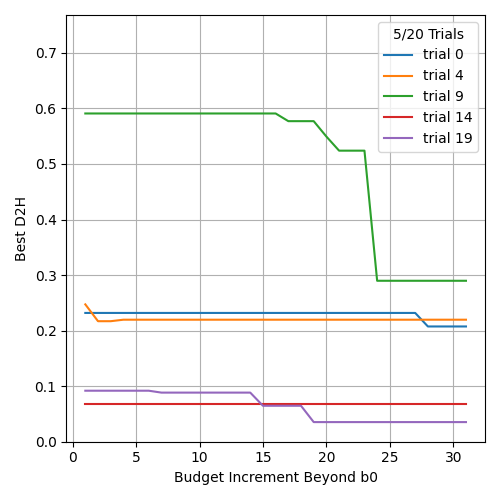 5/20 Trials
trial 0
trial 4
trial 9
trial 14
trial 19
Best D2H
0.7
0.6
0.5
0.4
0.3
0.2
0.1
0.0
0 5 10 15 20 25 30
Budget Increment Beyond b0